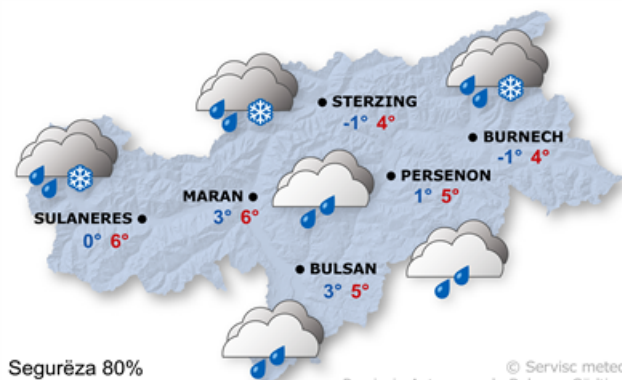 STERZING
-1° 4°
BURNECH
-1° 4°
PERSENON
1° 5°
MARAN
3° 6°
SULANERES
0° 6°
BULSAN
3° 5°
Segurëza 80%
© Servisc meteo